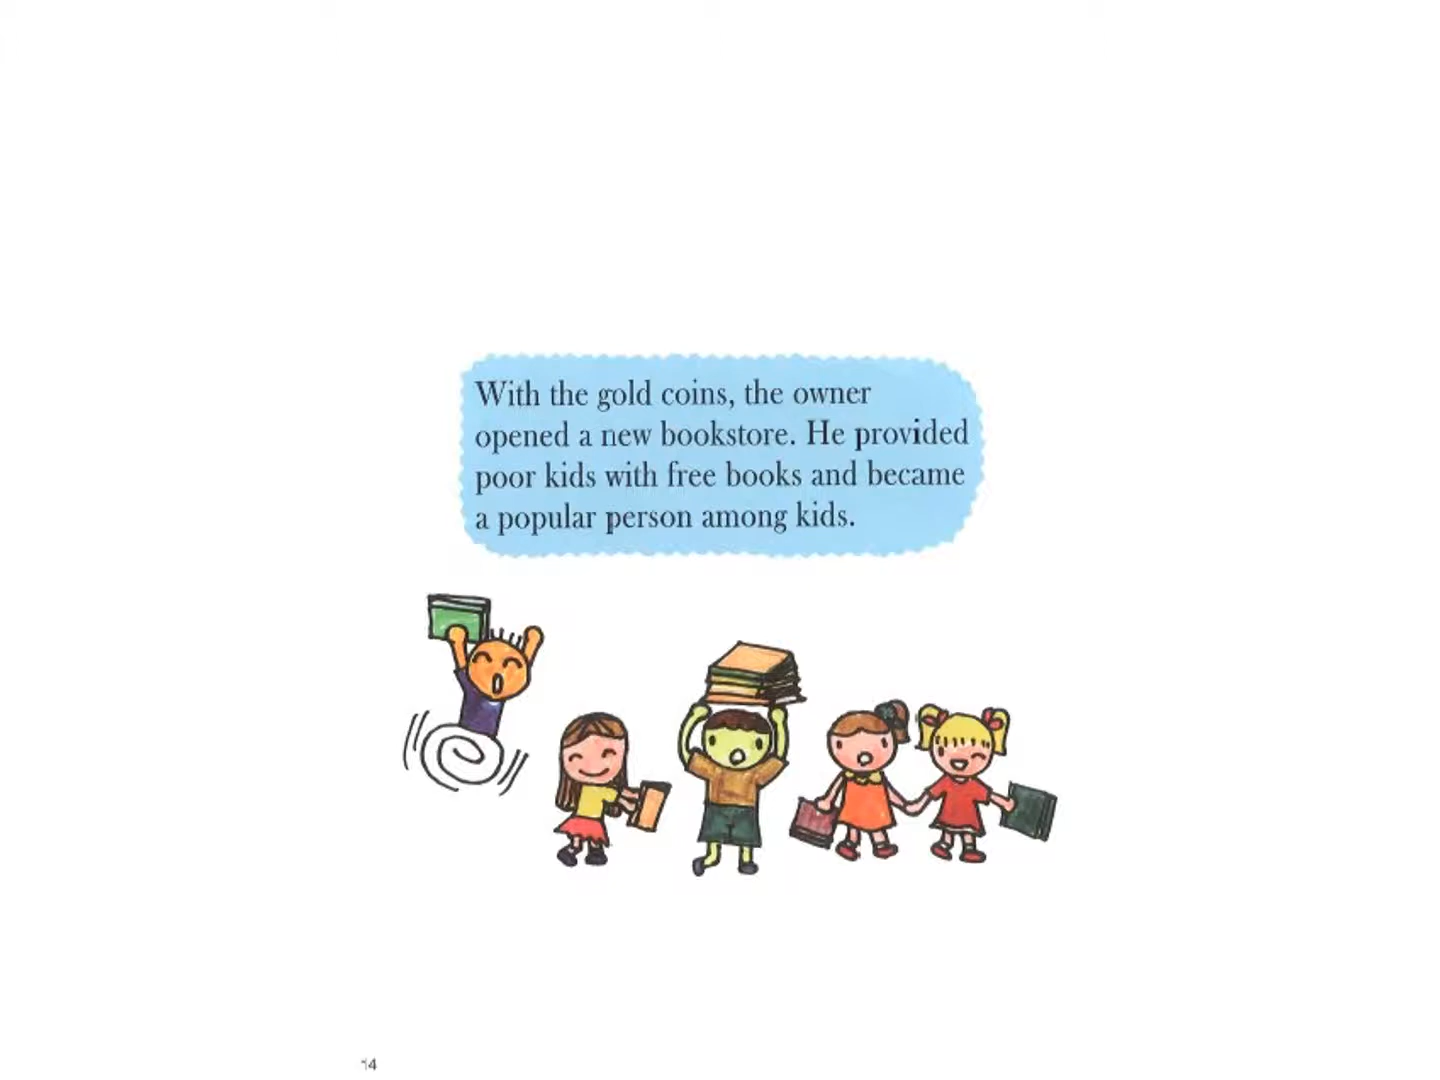 With the gold coins, the owner
opened a new bookstore. He provided
poor kids with free books and became
a popular person among kids.
14